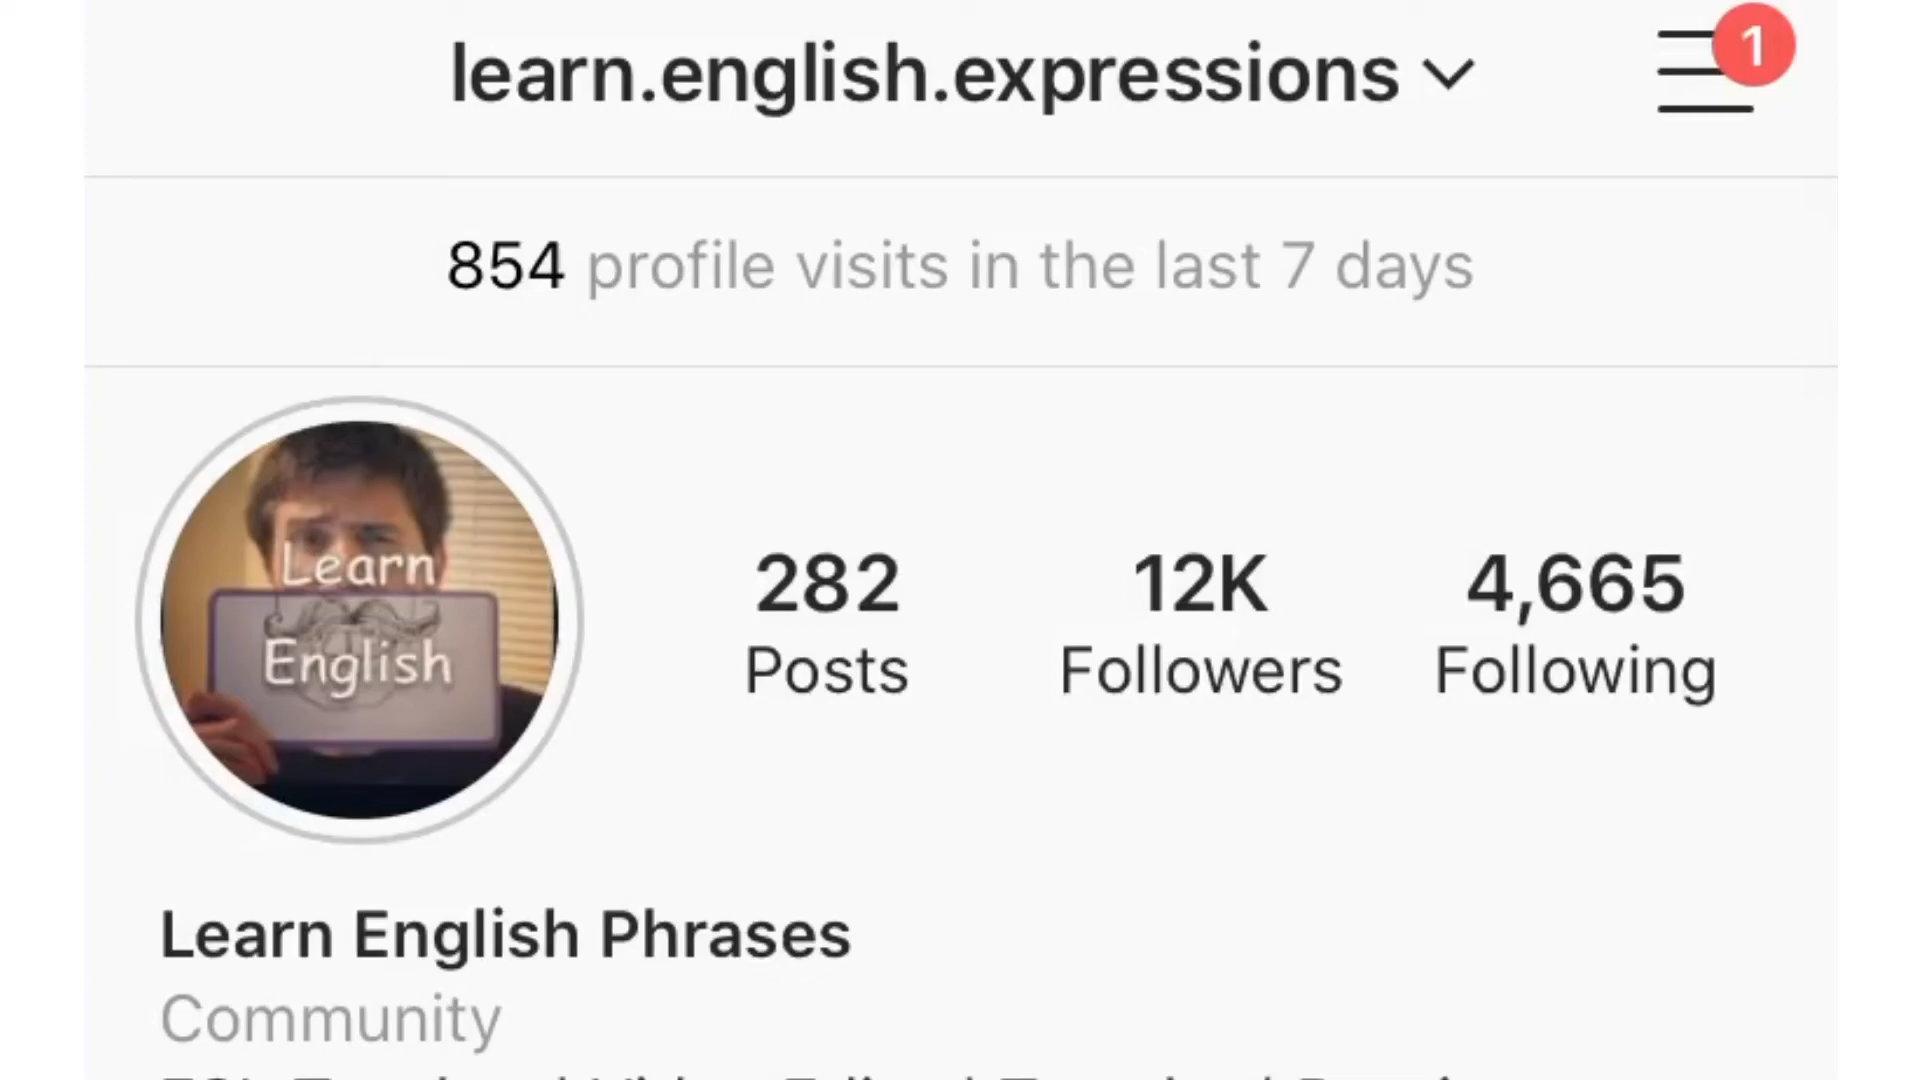 learn.english.expressions
1
854 profile visits in the last 7 days
Learn
English
282 12K 4,665
Posts Followers Following
Learn English Phrases
Community